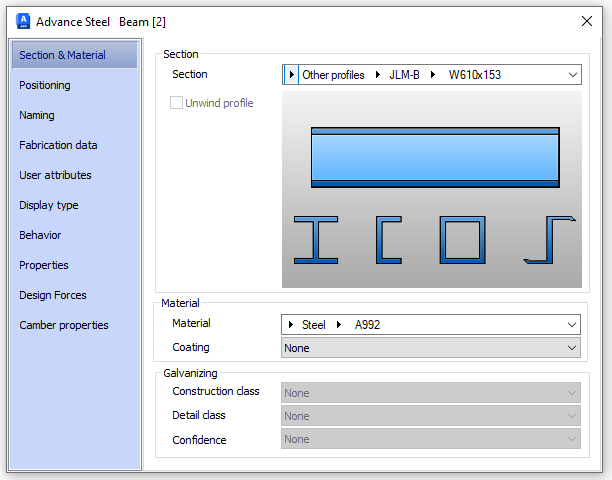 Advance Steel Beam [2]
Section & Material
Positioning
Naming
Fabrication data
User attributes
Display type
Behavior
Properties
Design Forces
Camber properties
Section
Section
Other profiles JLM-B W610x153
Unwind profile
Material
Material
Steel A992
Coating
None
Galvanizing
Construction class
None
Detail class
None
Confidence
None